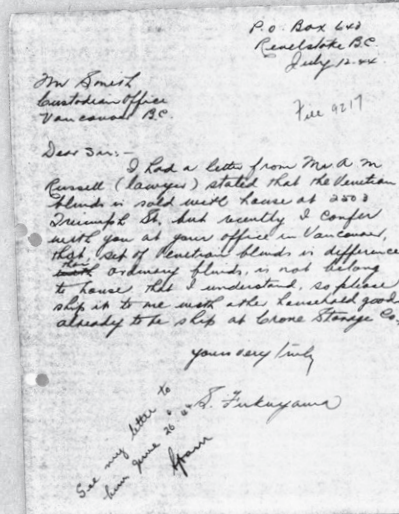 P.O. Box 643
Revelstoke B.C.
July 12. 44.
Mr Smith
Custodian Office
Vancouver B.C.
File 9217
Dear Sir:-
I had a letter from Mr. A. M
Russell (lawyer) stated that the Venetian
blinds is sold with house at 2503
Triumph St. but recently I confer
with you at your office in Vancouver,
that, set of venetian blinds is difference
then ordinary blinds, is not belong
to house that I understand, so please
ship it to me with other household goods
already to be ship at Crone Storage Co.
yours very truly
S. Fukuyama
See my letter to
him June 26